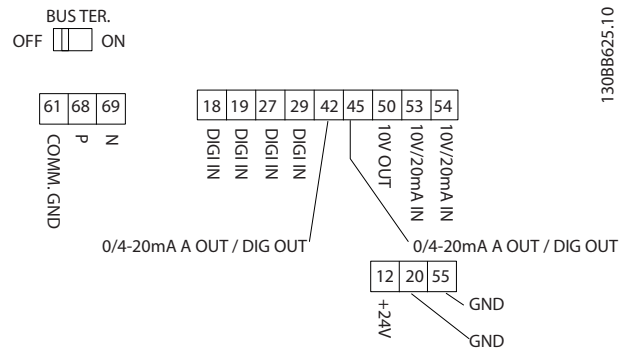 BUS TER.
OFF ON
130BB625.10
61 68 69
COMM. GND
P
N
18 19 27 29 42 45 50 53 54
DIGI IN
DIGI IN
DIGI IN
DIGI IN
10V OUT
10V/20mA IN
10V/20mA IN
0/4-20mA A OUT / DIG OUT
0/4-20mA A OUT / DIG OUT
12 20 55
+24V
GND
GND